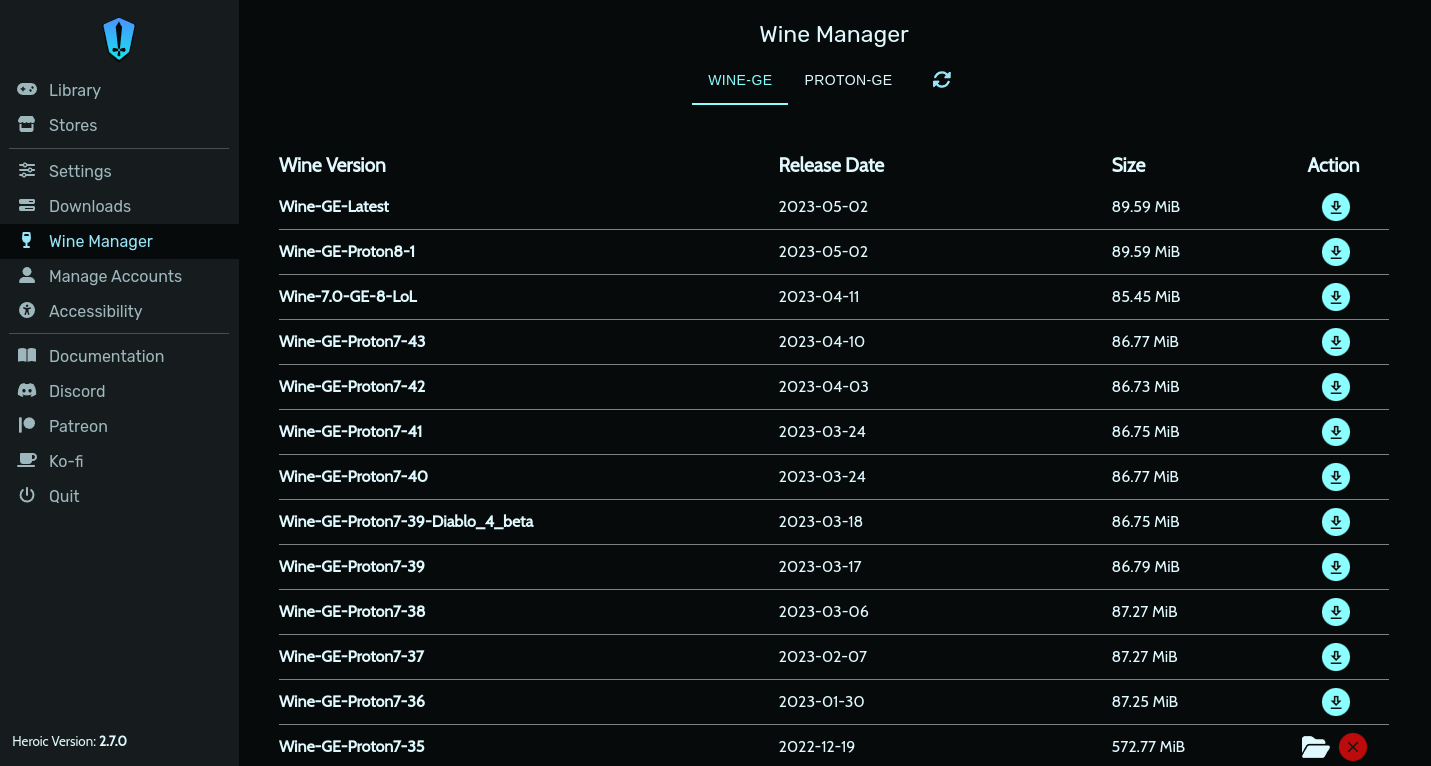 Wine Manager
WINE-GE PROTON-GE
Library
Stores
Settings
Downloads
Wine Manager
Manage Accounts
Accessibility
Documentation
Discord
Patreon
Ko-fi
Quit
Heroic Version: 2.7.0
Wine Version Release Date Size Action
Wine-GE-Latest 2023-05-02 89.59 MiB
Wine-GE-Proton8-1 2023-05-02 89.59 MiB
Wine-7.0-GE-8-LoL 2023-04-11 85.45 MiB
Wine-GE-Proton7-43 2023-04-10 86.77 MiB
Wine-GE-Proton7-42 2023-04-03 86.73 MiB
Wine-GE-Proton7-41 2023-03-24 86.75 MiB
Wine-GE-Proton7-40 2023-03-24 86.77 MiB
Wine-GE-Proton7-39-Diablo_4_beta 2023-03-18 86.75 MiB
Wine-GE-Proton7-39 2023-03-17 86.79 MiB
Wine-GE-Proton7-38 2023-03-06 87.27 MiB
Wine-GE-Proton7-37 2023-02-07 87.27 MiB
Wine-GE-Proton7-36 2023-01-30 87.25 MiB
Wine-GE-Proton7-35 2022-12-19 572.77 MiB